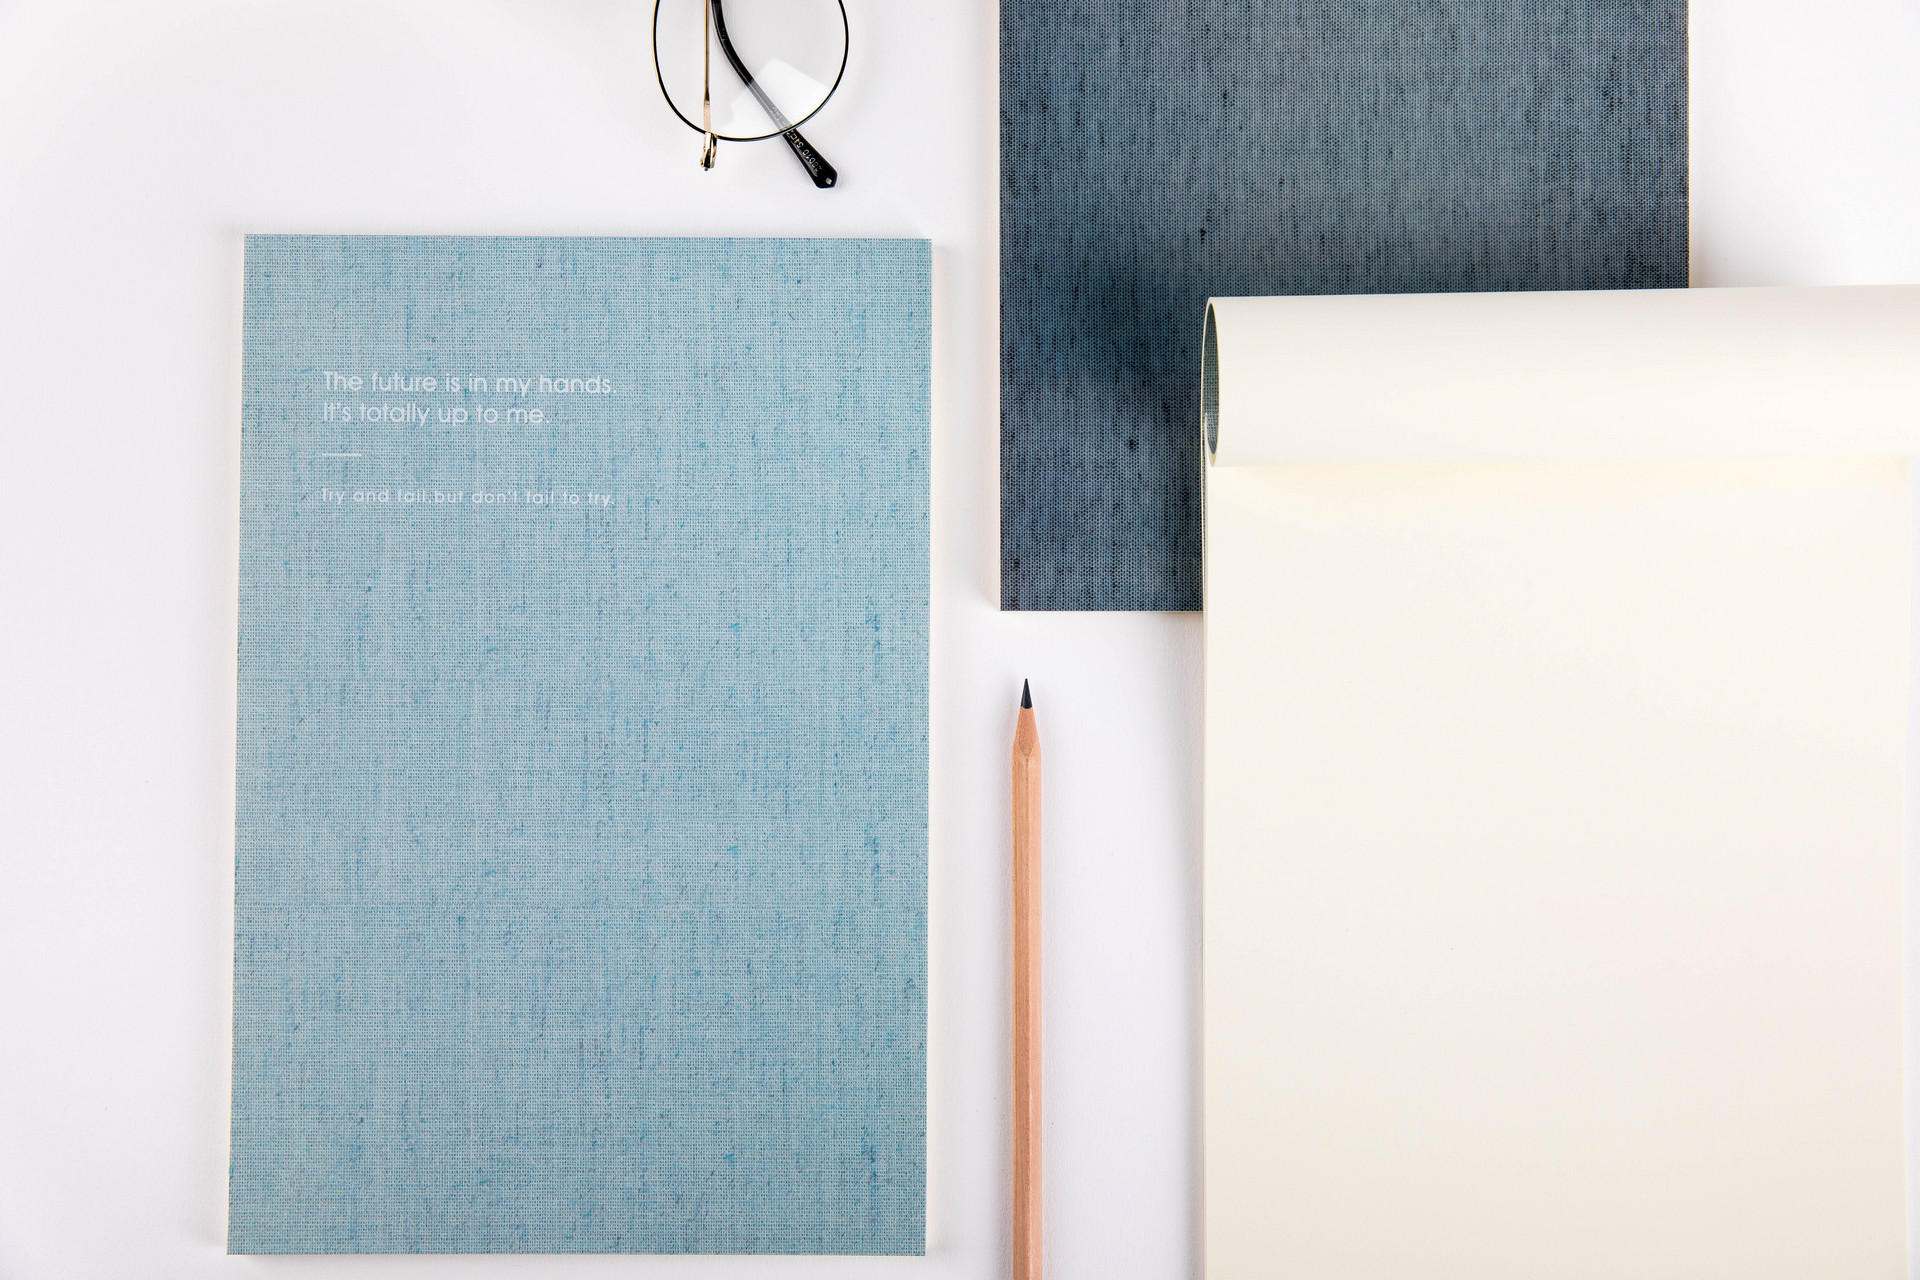 The future is in my hands.
It's totally up to me.
Try and fail,but don't fail to try.